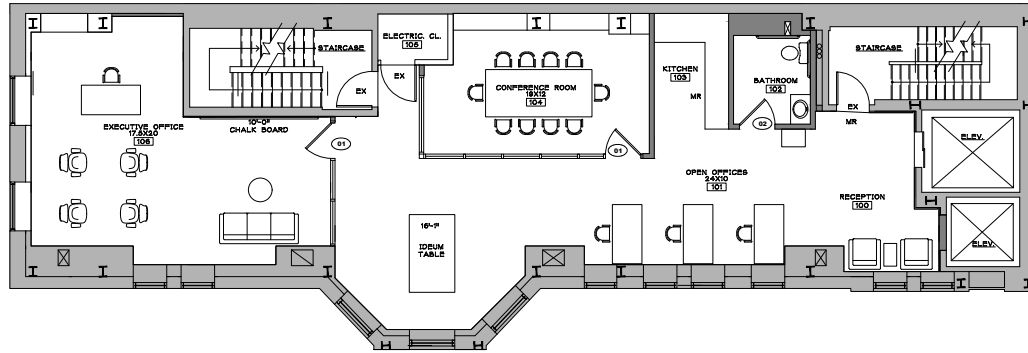 ELECTRIC. CL.
105
STAIRCASE
EX
EX
CONFERENCE ROOM
18X12
104
KITCHEN
103
MR
BATHROOM
102
02
STAIRCASE
EX
MR
ELEV.
EXECUTIVE OFFICE
17.5X20
106
10'-0"
CHALK BOARD
01
01
OPEN OFFICES
24X10
101
RECEPTION
100
ELEV.
IDEUM
TABLE